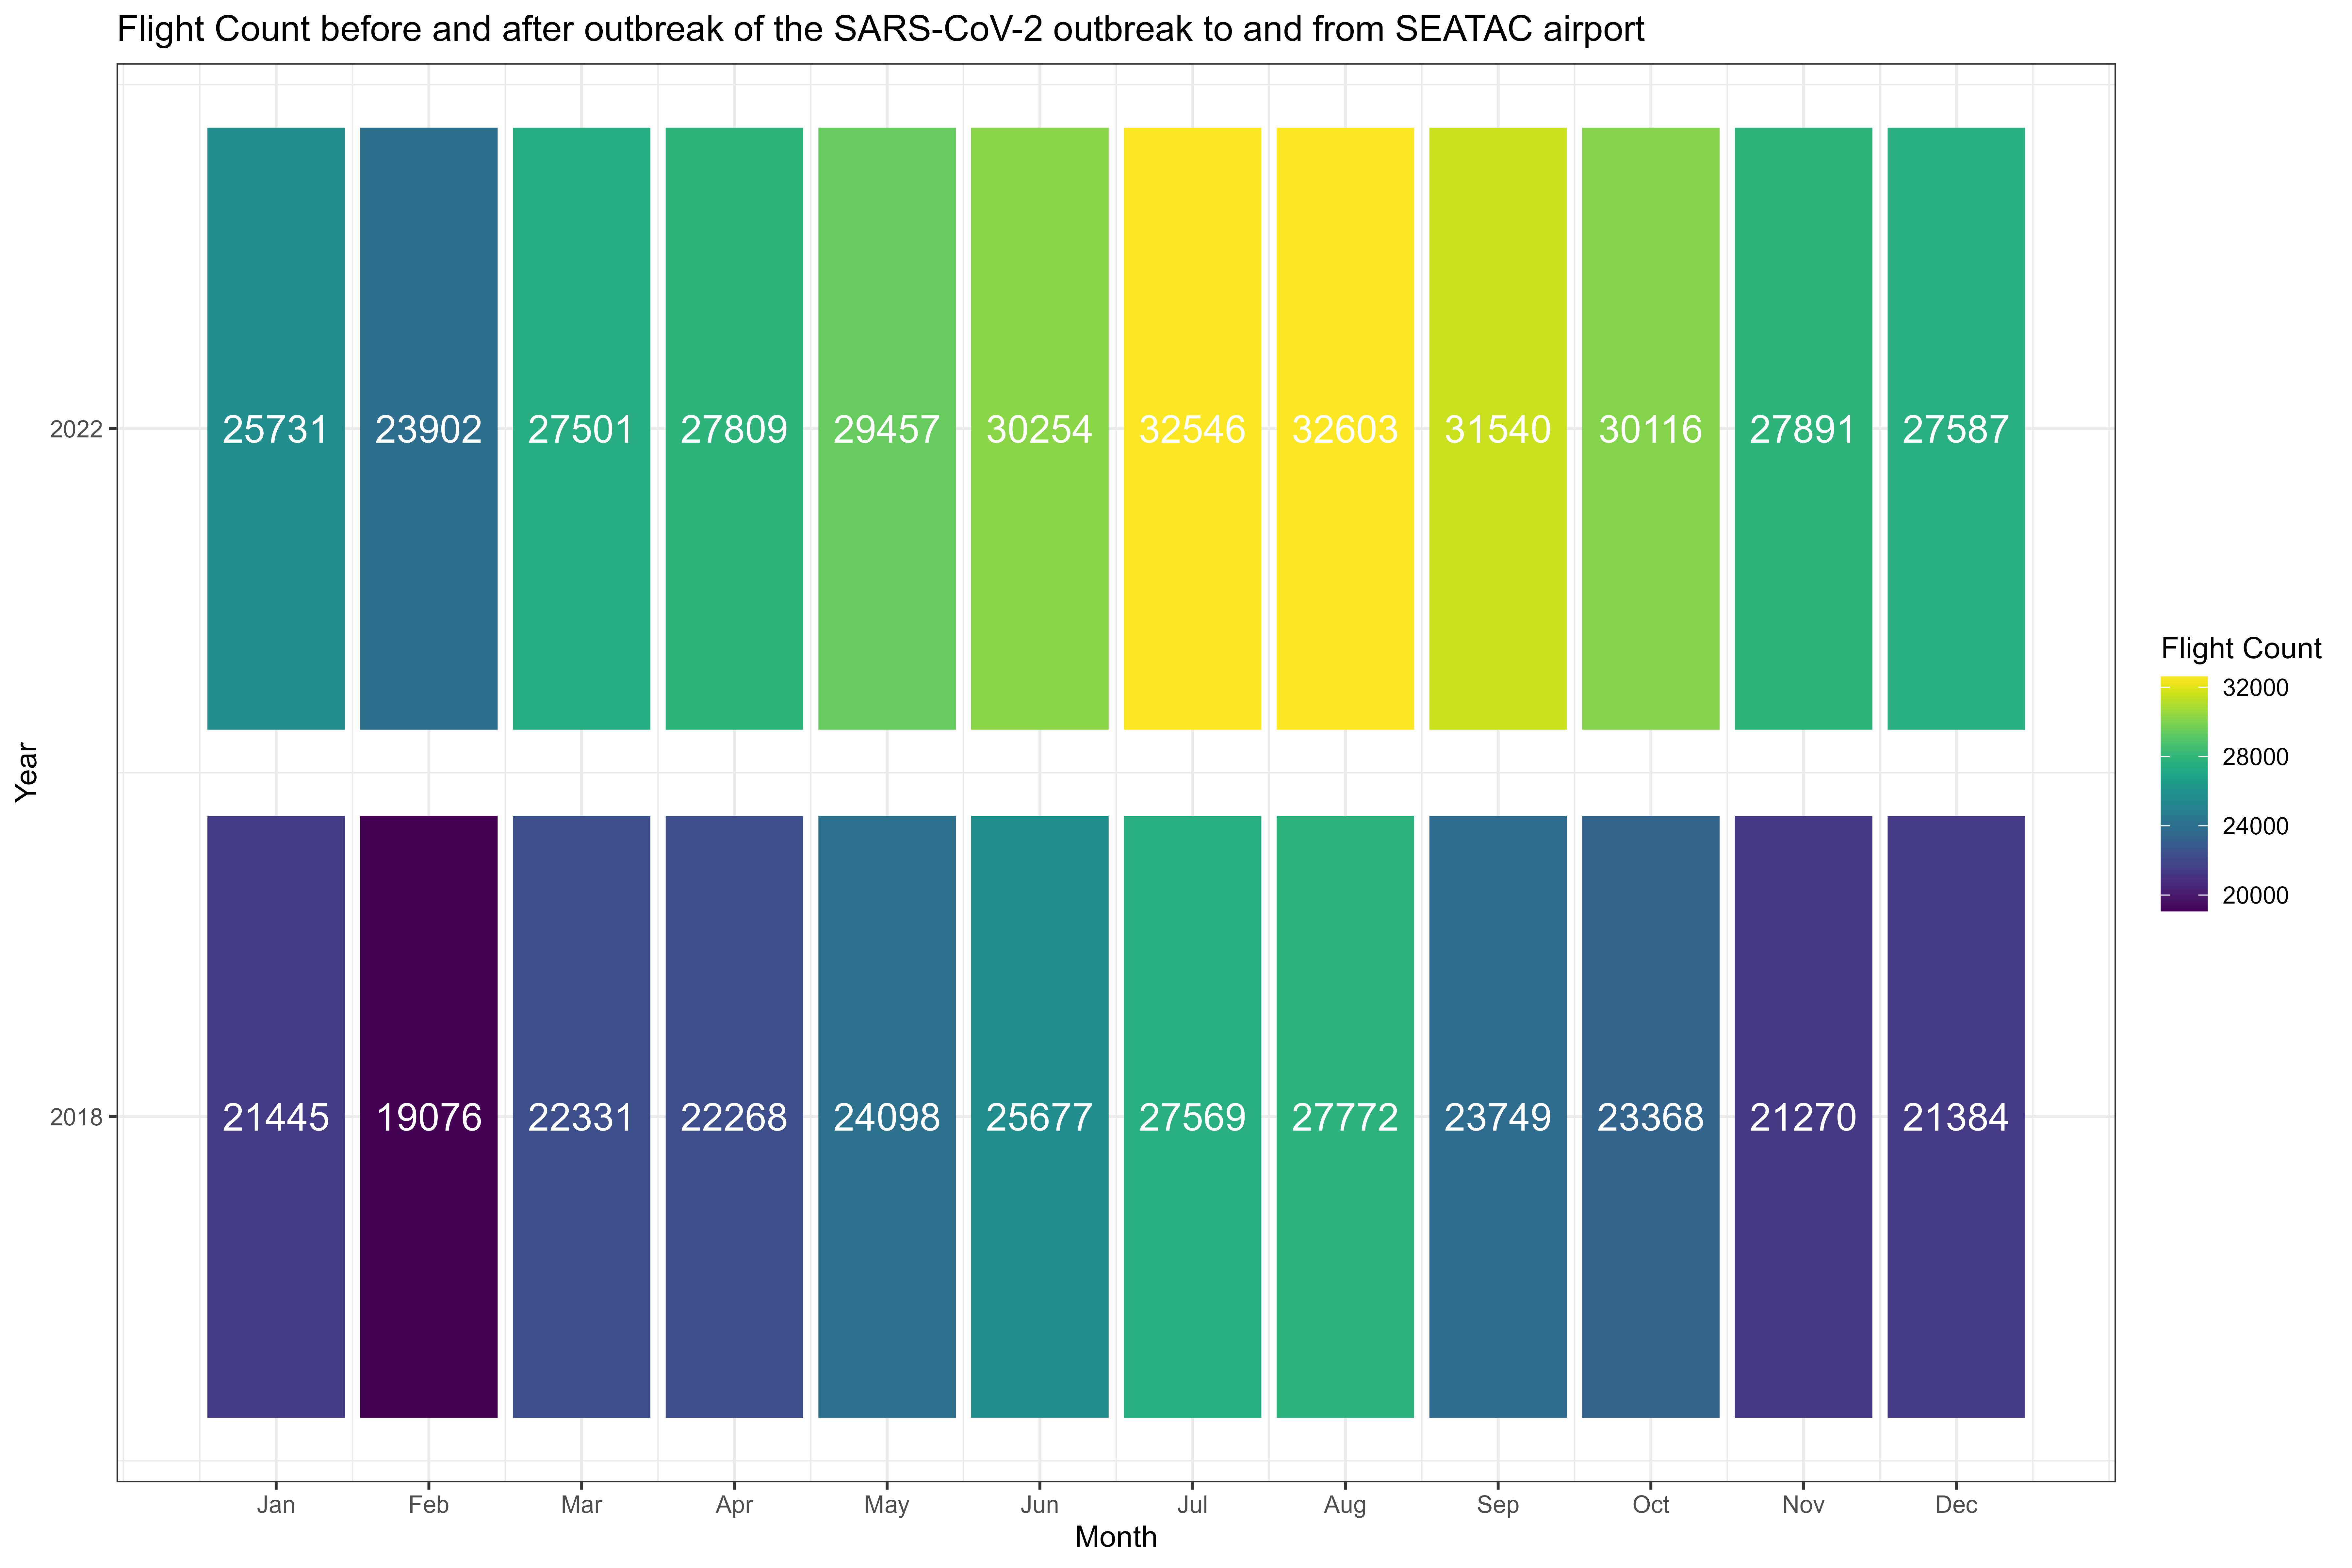 Flight Count before and after outbreak of the SARS-CoV-2 outbreak to and from SEATAC airport
Year
2022
25731 23902 27501 27809 29457 30254 32546 32603 31540 30116 27891 27587
2018
21445 19076 22331 22268 24098 25677 27569 27772 23749 23368 21270 21384
Jan Feb Mar Apr May Jun Jul Aug Sep Oct Nov Dec
Month
Flight Count
32000
28000
24000
20000